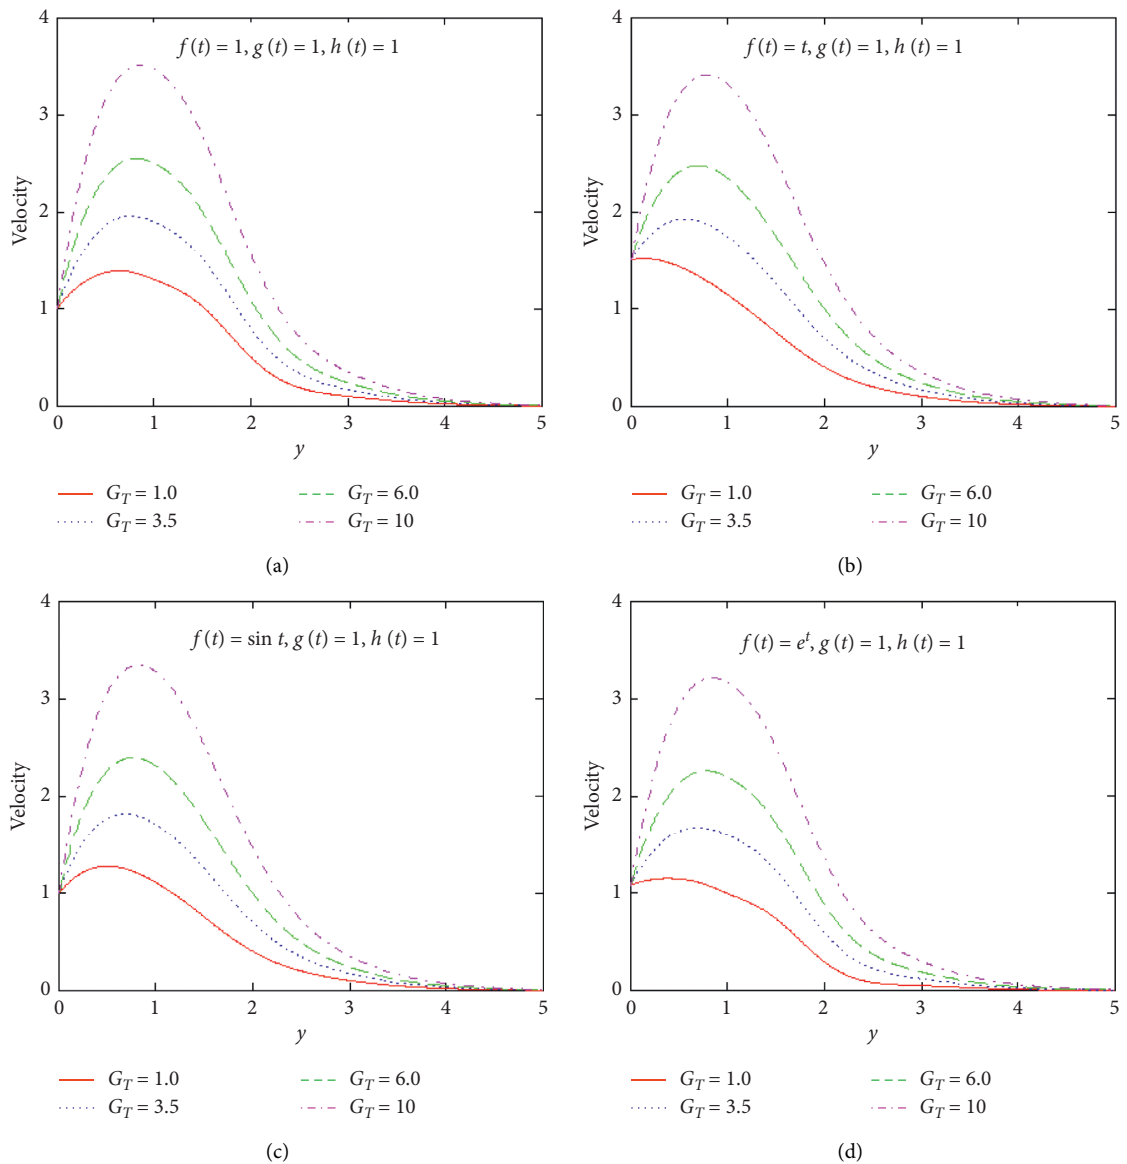 f(t) = 1, g(t) = 1, h(t) = 1
4
3
2
1
0
Velocity
0 1 2 3 4 5
y
G_T = 1.0 G_T = 6.0
G_T = 3.5 G_T = 10
(a)
f(t) = t, g(t) = 1, h(t) = 1
4
3
2
1
0
Velocity
0 1 2 3 4 5
y
G_T = 1.0 G_T = 6.0
G_T = 3.5 G_T = 10
(b)
f(t) = sin t, g(t) = 1, h(t) = 1
4
3
2
1
0
Velocity
0 1 2 3 4 5
y
G_T = 1.0 G_T = 6.0
G_T = 3.5 G_T = 10
(c)
f(t) = e^t, g(t) = 1, h(t) = 1
4
3
2
1
0
Velocity
0 1 2 3 4 5
y
G_T = 1.0 G_T = 6.0
G_T = 3.5 G_T = 10
(d)